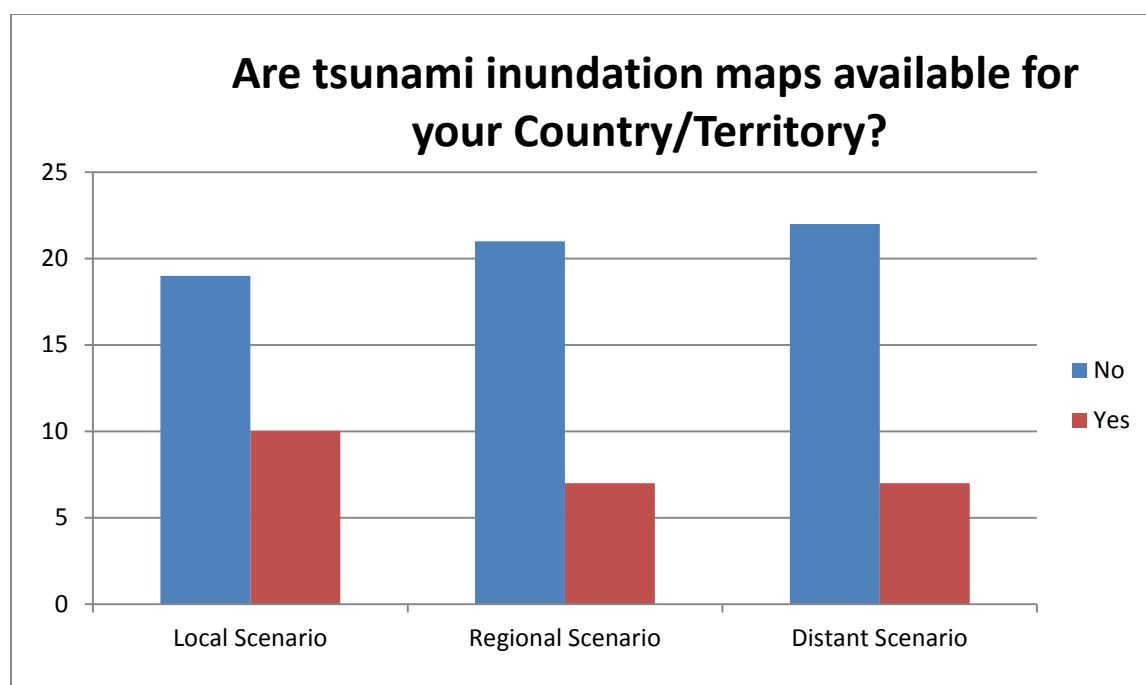 Are tsunami inundation maps available for
your Country/Territory?
25
20
15
10
5
0
No
Yes
Local Scenario
Regional Scenario
Distant Scenario